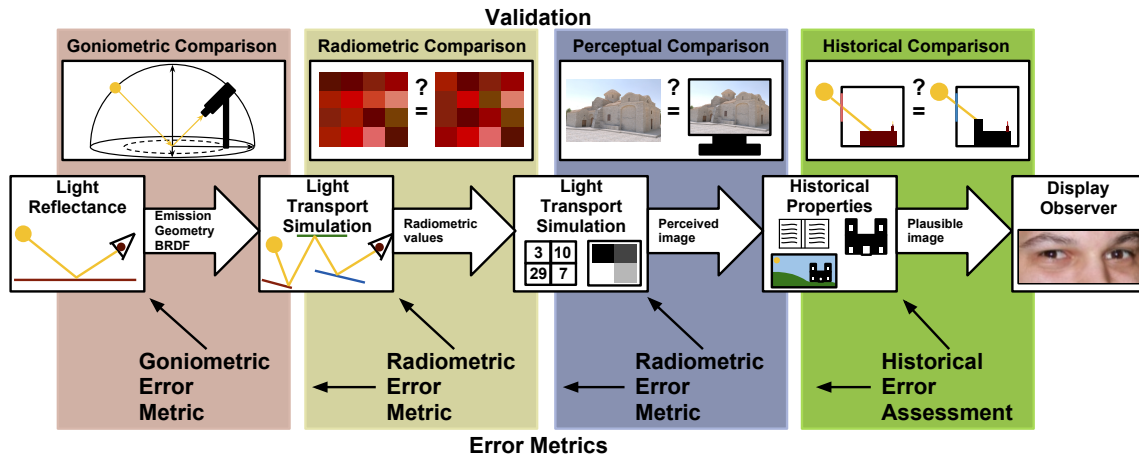 Validation
Goniometric Comparison
Radiometric Comparison
Perceptual Comparison
Historical Comparison
?
=
?
=
?
=
Light
Reflectance
Emission
Geometry
BRDF
Light
Transport
Simulation
Radiometric
values
Light
Transport
Simulation
3 10
29 7
Perceived
image
Historical
Properties
Plausible
image
Display
Observer
Goniometric
Error
Metric
Radiometric
Error
Metric
Radiometric
Error
Metric
Historical
Error
Assessment
Error Metrics